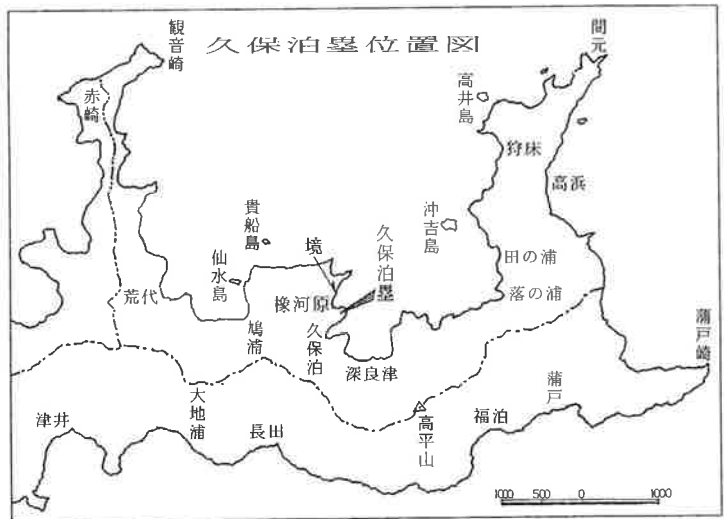 久保泊塁位置図
観音崎
赤崎
間元
高井島
狩床
高浜
貴船島
境
沖吉島
久保泊塁
仙水島
荒代
橡河原
田の浦
落の浦
鳩浦
久保泊
深良津
蒲戸崎
大地浦
蒲戸
津井
長田
高平山
福泊
1000 500 0 1000